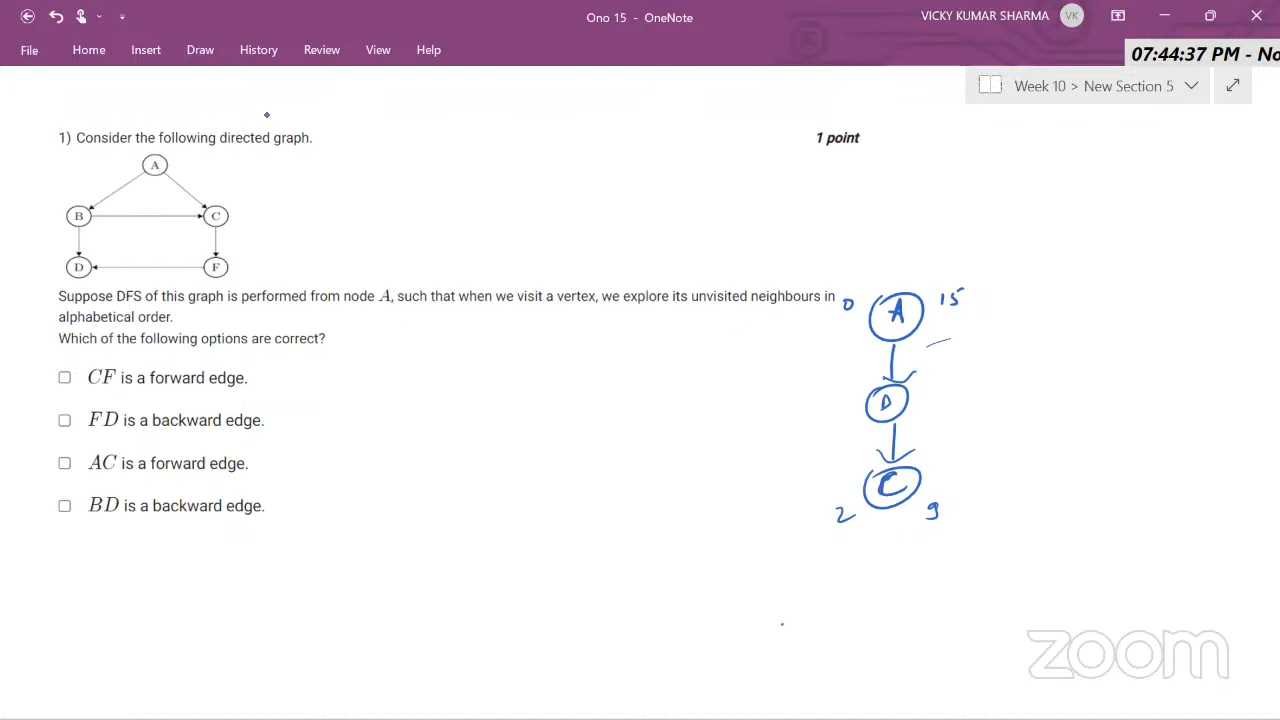 Ono 15 - OneNote
VICKY KUMAR SHARMA
VK
File Home Insert Draw History Review View Help
07:44:37 PM - No
Week 10 > New Section 5
1) Consider the following directed graph.
1 point
A
B
C
D
F
Suppose DFS of this graph is performed from node A, such that when we visit a vertex, we explore its unvisited neighbours in
alphabetical order.
Which of the following options are correct?
CF is a forward edge.
FD is a backward edge.
AC is a forward edge.
BD is a backward edge.
0 A 15
D
C
2 9
zoom